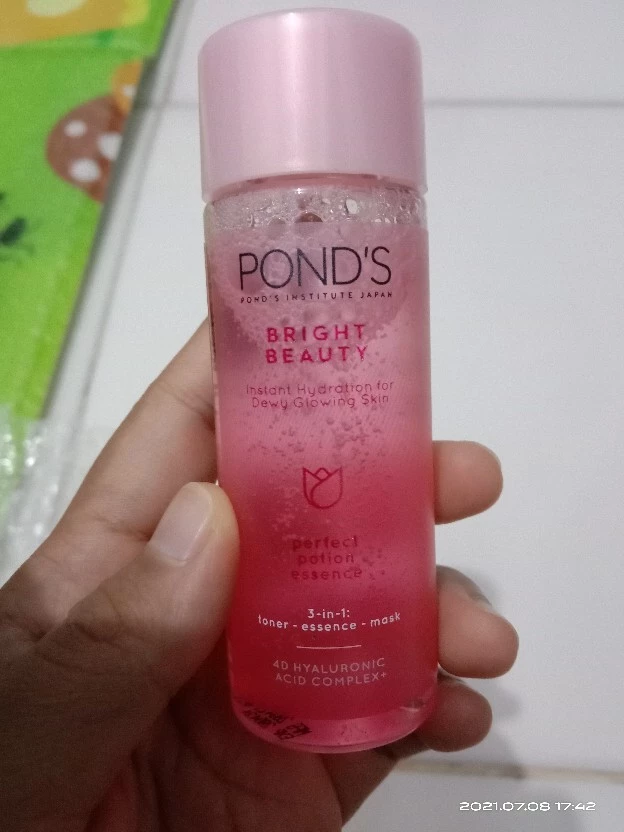 POND'S
POND'S INSTITUTE JAPAN
BRIGHT
BEAUTY
Instant Hydration for
Dewy Glowing Skin
perfect
potion
essence
3-in-1:
toner - essence - mask
4D HYALURONIC
ACID COMPLEX+
2021.07.08 17:42